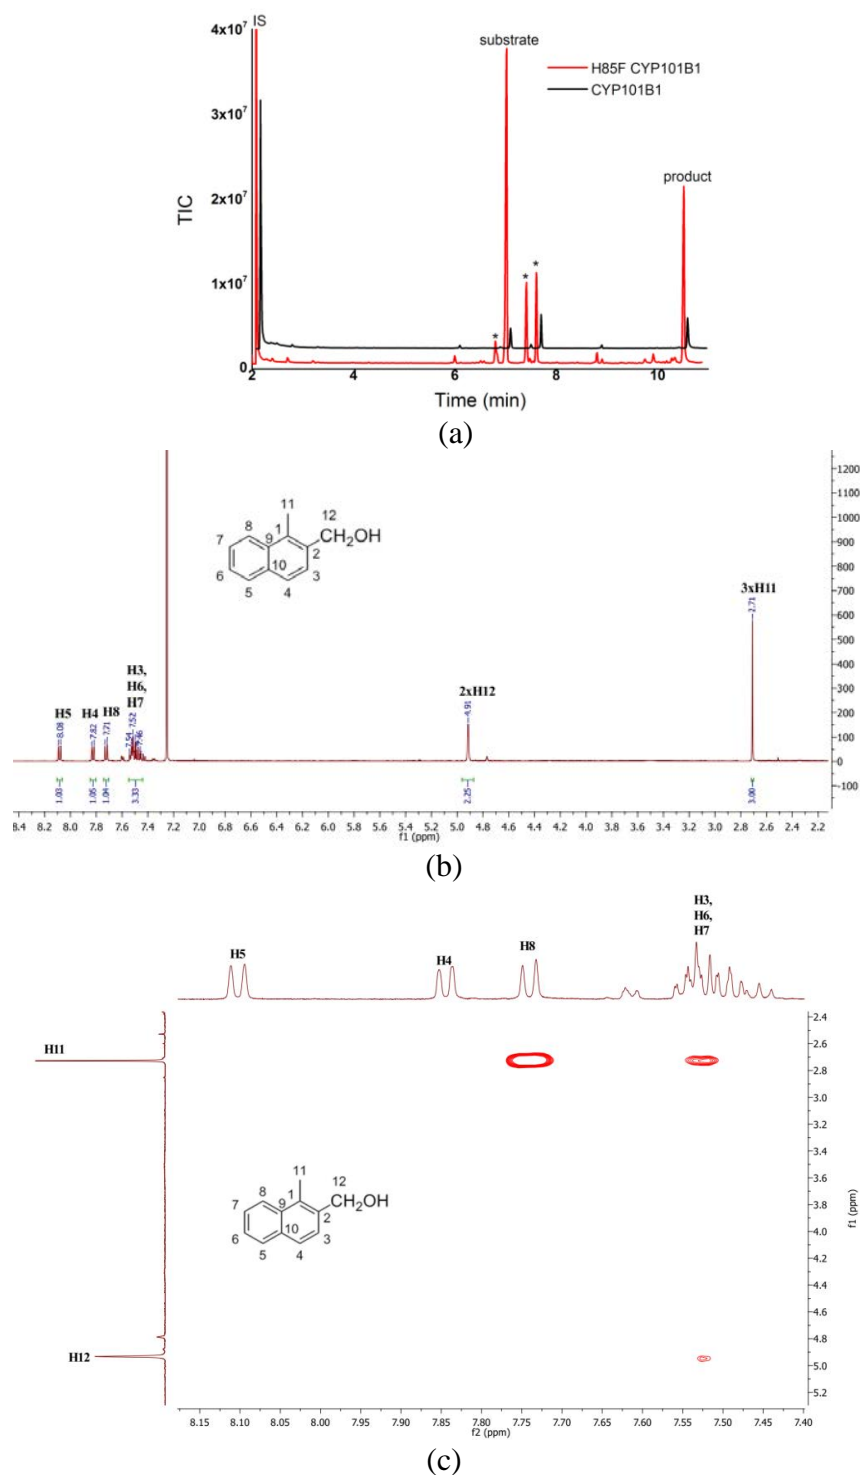 4x10⁷
IS
substrate
H85F CYP101B1
CYP101B1
3x10⁷
TIC
2x10⁷
product
1x10⁷
*
*
*
0
2
4
6
8
10
Time (min)
(a)
11
12
CH₂OH
8
9
1
2
7
6
10
3
5
4
3xH11
2.71
H3,
H6,
H7
2xH12
H5
H4
H8
8.08
7.82
7.71
7.54
7.52
7.46
4.91
1.03
1.05
1.04
3.33
2.25
3.00
1200
1100
1000
900
800
700
600
500
400
300
200
100
0
-100
8.4 8.2 8.0 7.8 7.6 7.4 7.2 7.0 6.8 6.6 6.4 6.2 6.0 5.8 5.6 5.4 5.2 5.0 4.8 4.6 4.4 4.2 4.0 3.8 3.6 3.4 3.2 3.0 2.8 2.6 2.4 2.2
f1 (ppm)
(b)
H3,
H6,
H7
H5
H4
H8
H11
11
12
CH₂OH
8
9
1
2
7
6
10
3
5
4
H12
2.4
2.6
2.8
3.0
3.2
3.4
3.6
3.8
4.0
4.2
4.4
4.6
4.8
5.0
5.2
f1 (ppm)
8.15 8.10 8.05 8.00 7.95 7.90 7.85 7.80 7.75 7.70 7.65 7.60 7.55 7.50 7.45 7.40
f2 (ppm)
(c)